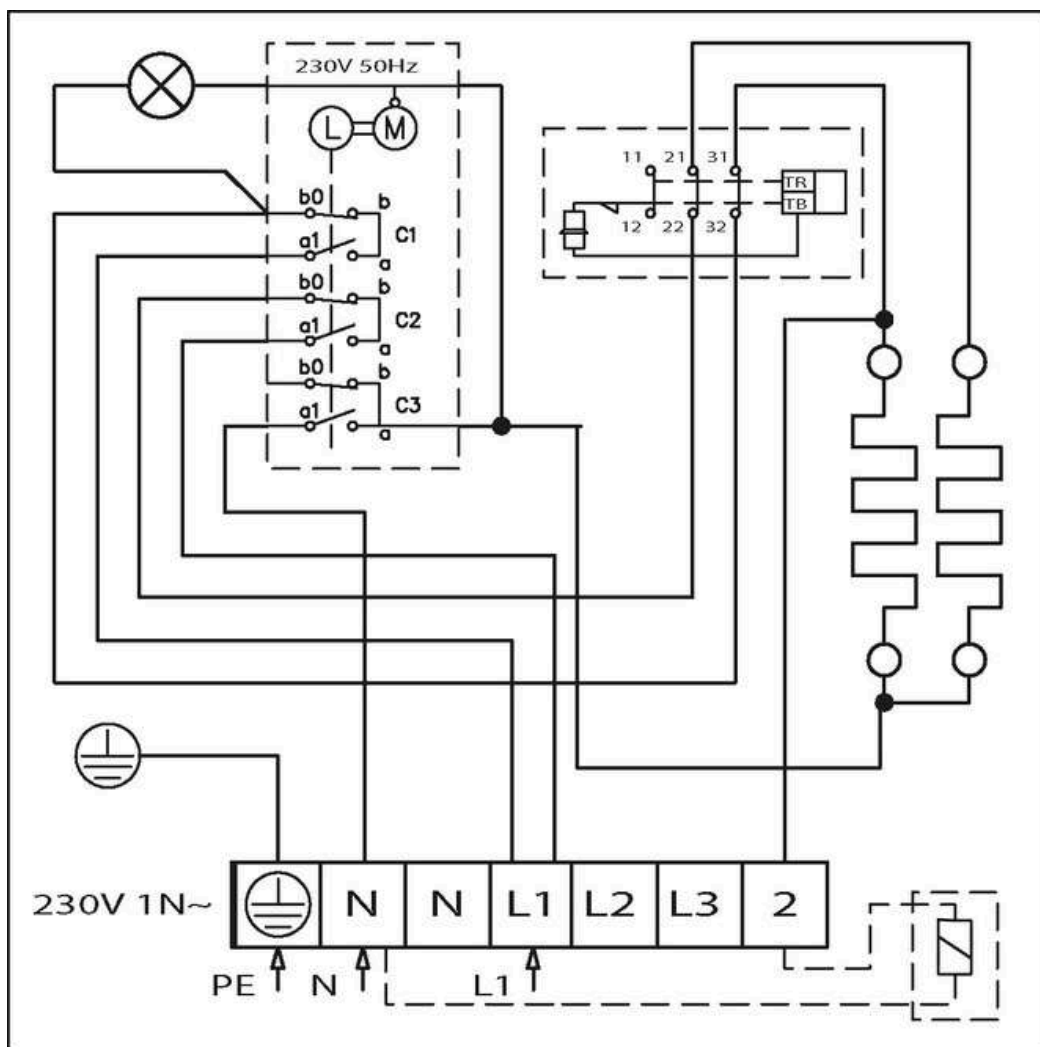 230V 50Hz
L M
b0 b
C1
a1 a
b0 b
C2
a1 a
b0 b
C3
a1 a
11 21 31
TR
TB
12 22 32
230V 1N~ N N L1 L2 L3 2
PE N L1